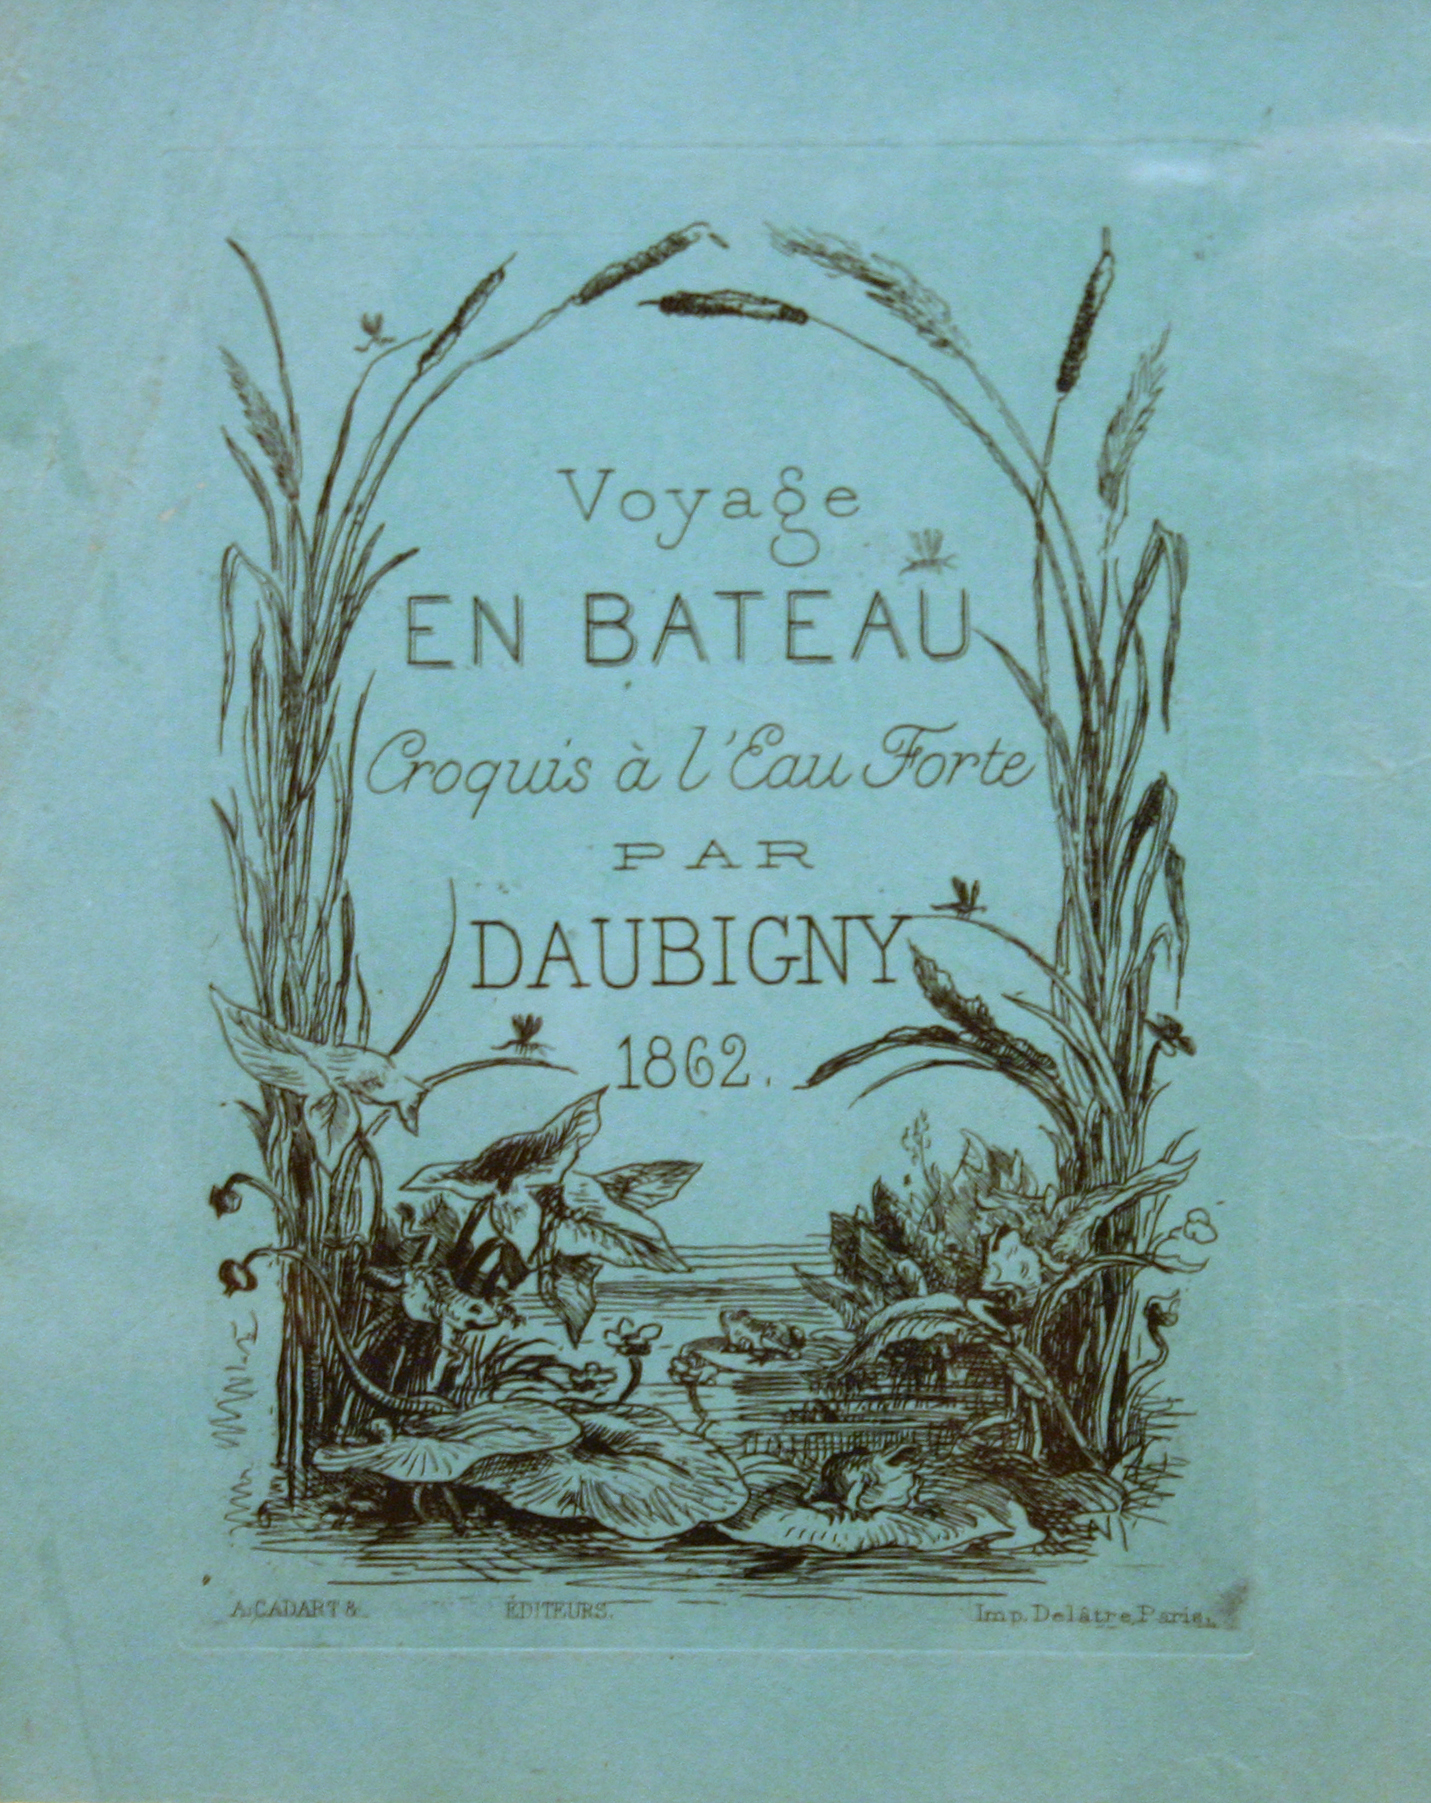 Voyage
EN BATEAU
Croquis à l'Eau Forte
PAR
DAUBIGNY
1862.
A. CADART & ÉDITEURS.
Imp. Delâtre, Paris.